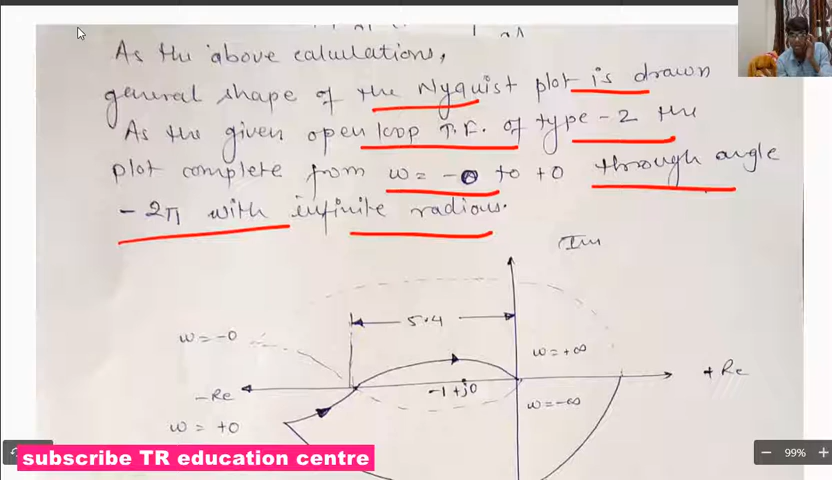 As the above calculations,
general shape of the Nyquist plot is drawn
As the given open loop T.F. of type-2 the
plot complete from w = -0 to +0 through angle
-2π with infinite radious.
Im
5.4
w = -0
w = +∞
-1+j0
+ Re
-Re
w = -∞
w = +0
subscribe TR education centre
99%